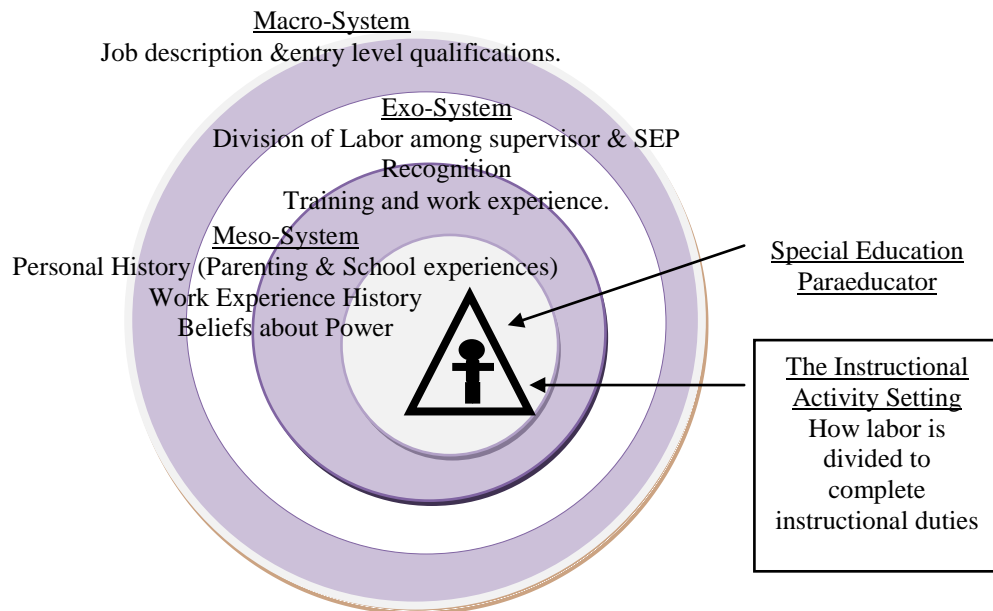 Macro-System
Job description &entry level qualifications.
Exo-System
Division of Labor among supervisor & SEP
Recognition
Training and work experience.
Meso-System
Personal History (Parenting & School experiences)
Work Experience History
Beliefs about Power
Special Education
Paraeducator
The Instructional
Activity Setting
How labor is
divided to
complete
instructional duties